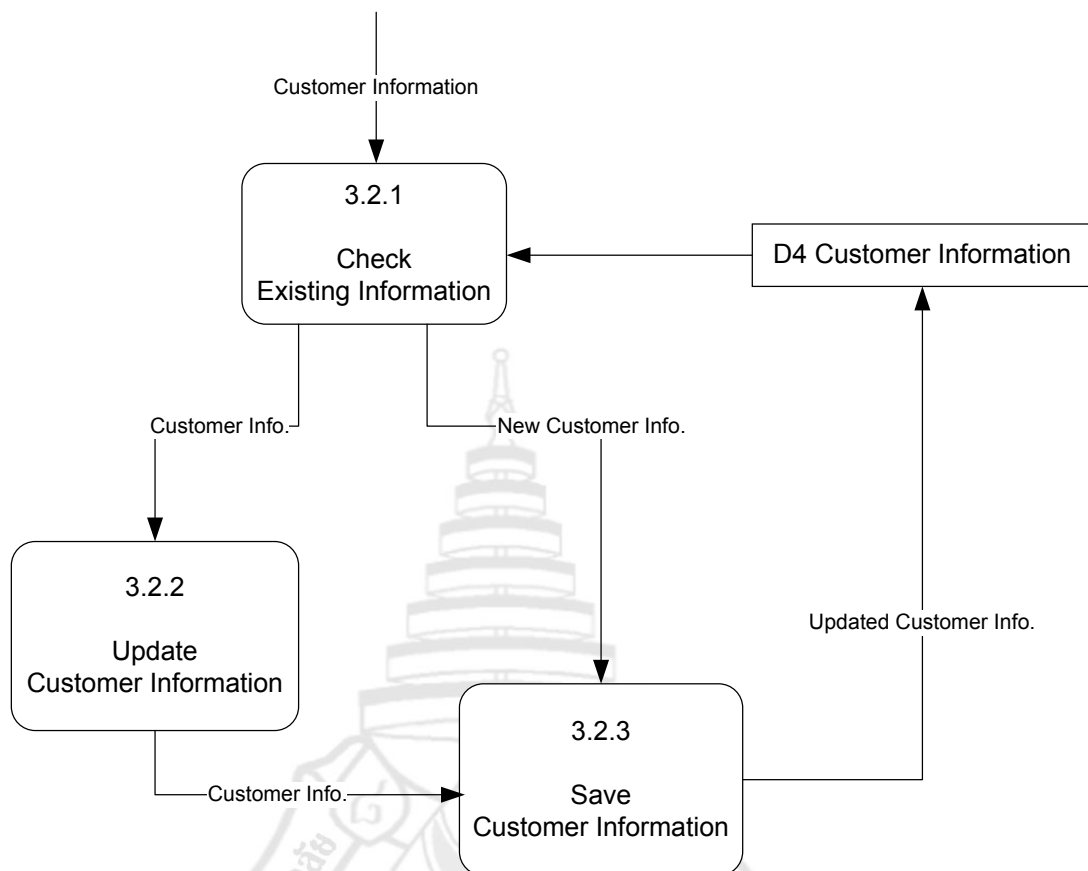 Customer Information
3.2.1
Check
Existing Information
D4 Customer Information
Customer Info.
New Customer Info.
3.2.2
Update
Customer Information
Updated Customer Info.
3.2.3
Save
Customer Information
Customer Info.